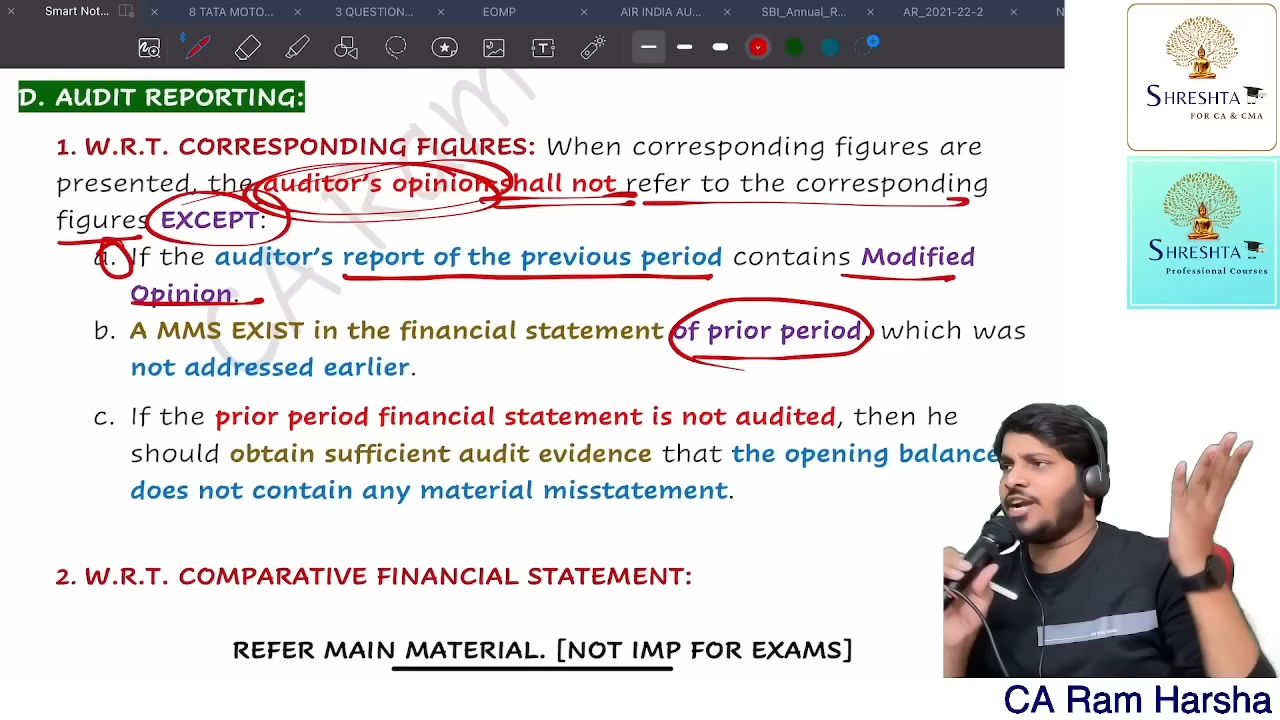 Smart Not...
8 TATA MOTO...
3 QUESTION...
EOMP
AIR INDIA AU...
SBI_Annual_R...
AR_2021-22-2
SHRESHTA
FOR CA & CMA
D. AUDIT REPORTING:
1. W.R.T. CORRESPONDING FIGURES: When corresponding figures are
presented, the auditor's opinion shall not refer to the corresponding
figures EXCEPT:
a. If the auditor's report of the previous period contains Modified
Opinion.
b. A MMS EXIST in the financial statement of prior period, which was
not addressed earlier.
c. If the prior period financial statement is not audited, then he
should obtain sufficient audit evidence that the opening balance
does not contain any material misstatement.
2. W.R.T. COMPARATIVE FINANCIAL STATEMENT:
REFER MAIN MATERIAL. [NOT IMP FOR EXAMS]
SHRESHTA
Professional Courses
CA Ram
CA Ram Harsha